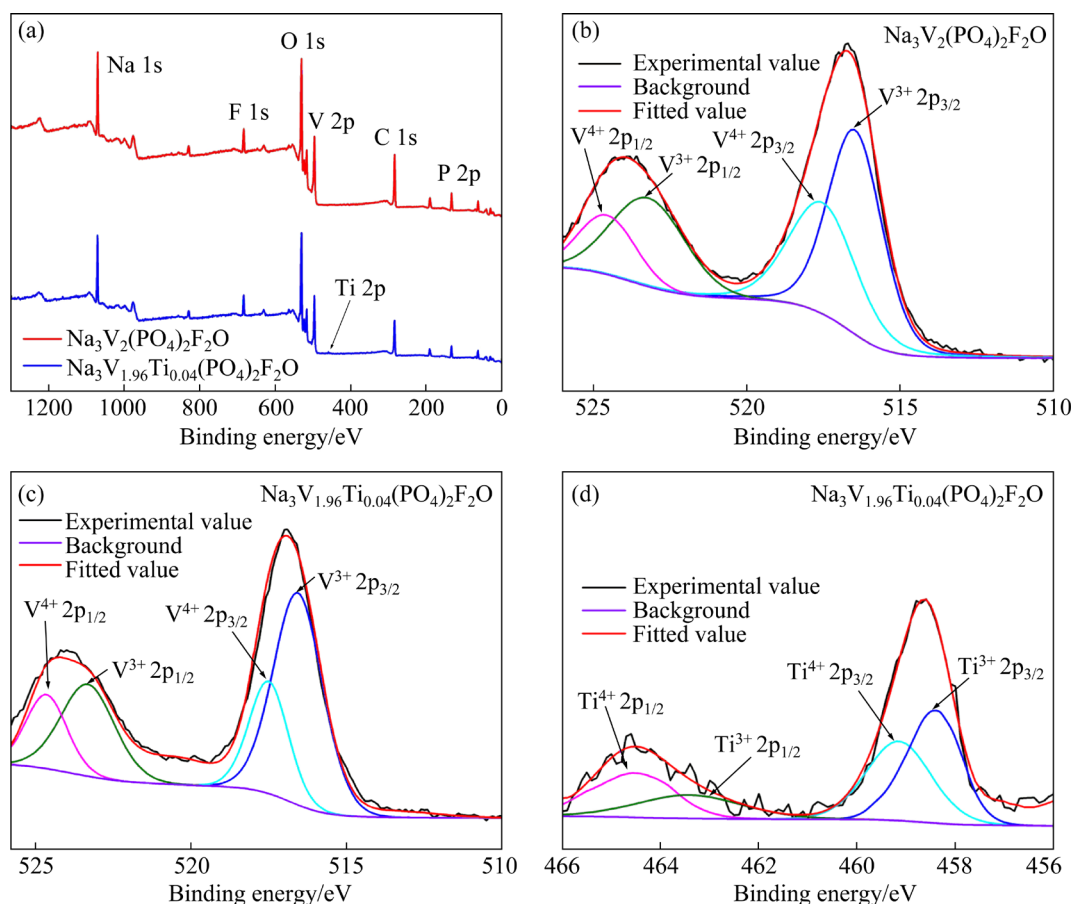 (a)
O 1s
Na 1s
F 1s
V 2p
C 1s
P 2p
Ti 2p
Na₃V₂(PO₄)₂F₂O
Na₃V₁.₉₆Ti₀.₀₄(PO₄)₂F₂O
1200 1000 800 600 400 200 0
Binding energy/eV
(b)
Na₃V₂(PO₄)₂F₂O
Experimental value
Background
Fitted value
V³⁺ 2p₃/₂
V⁴⁺ 2p₁/₂
V⁴⁺ 2p₃/₂
V³⁺ 2p₁/₂
525 520 515 510
Binding energy/eV
(c)
Na₃V₁.₉₆Ti₀.₀₄(PO₄)₂F₂O
Experimental value
Background
Fitted value
V³⁺ 2p₃/₂
V⁴⁺ 2p₁/₂
V⁴⁺ 2p₃/₂
V³⁺ 2p₁/₂
525 520 515 510
Binding energy/eV
(d)
Na₃V₁.₉₆Ti₀.₀₄(PO₄)₂F₂O
Experimental value
Background
Fitted value
Ti⁴⁺ 2p₃/₂
Ti³⁺ 2p₃/₂
Ti⁴⁺ 2p₁/₂
Ti³⁺ 2p₁/₂
466 464 462 460 458 456
Binding energy/eV